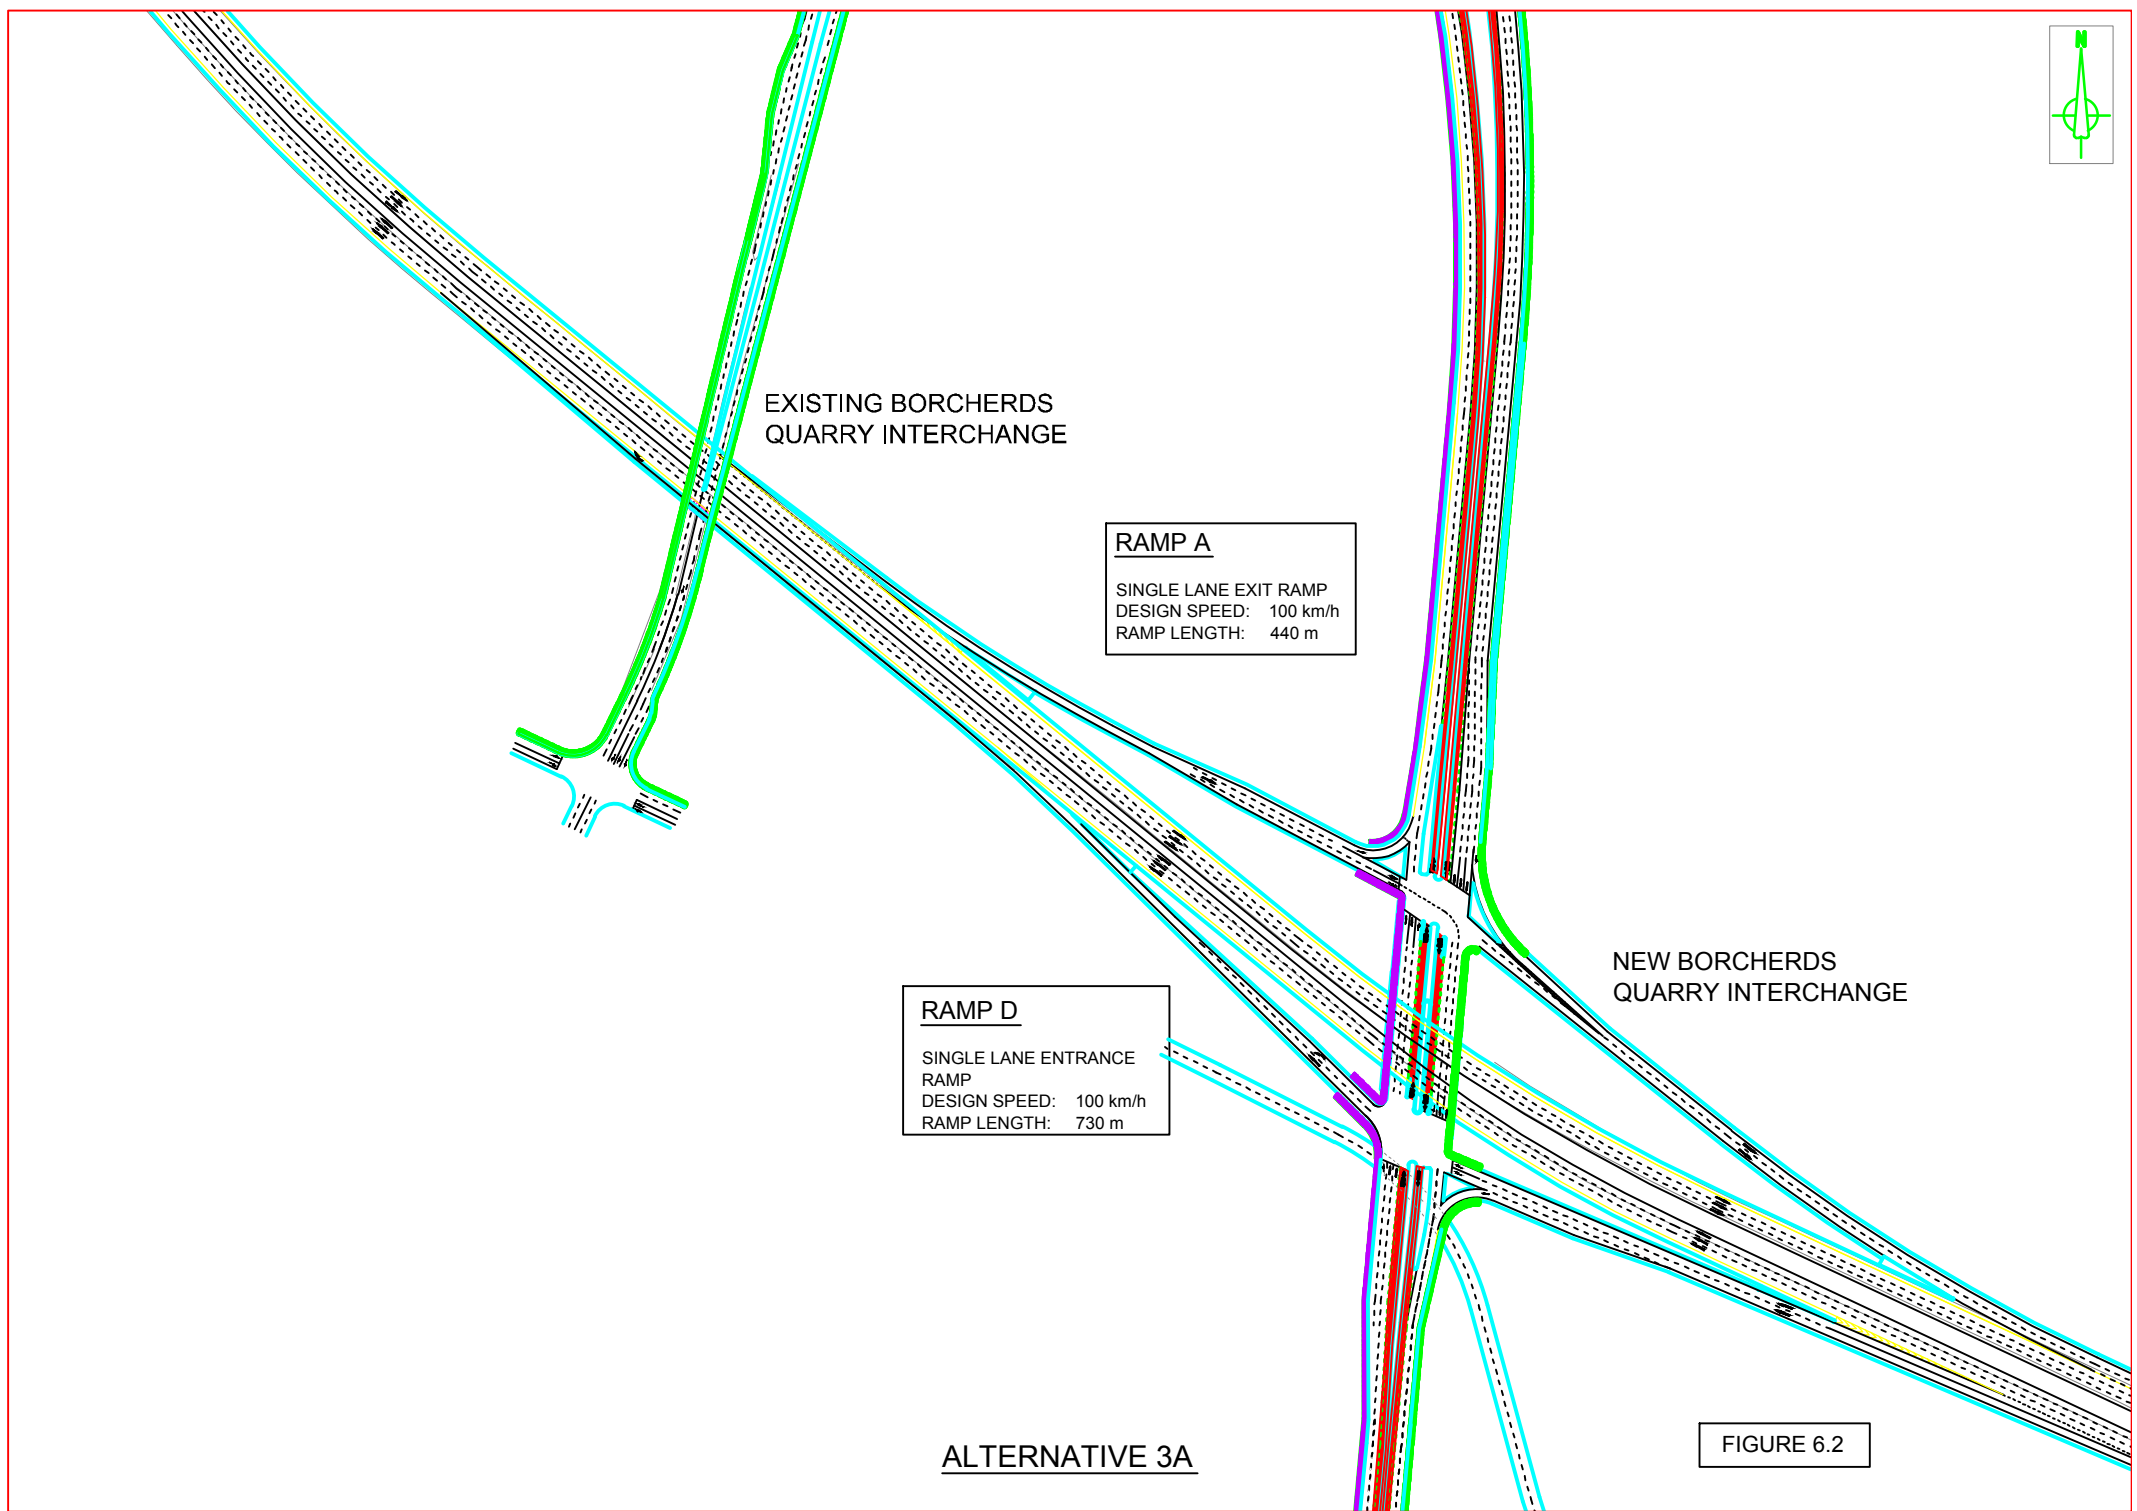 N
EXISTING BORCHERDS
QUARRY INTERCHANGE
RAMP A
SINGLE LANE EXIT RAMP
DESIGN SPEED: 100 km/h
RAMP LENGTH: 440 m
NEW BORCHERDS
QUARRY INTERCHANGE
RAMP D
SINGLE LANE ENTRANCE
RAMP
DESIGN SPEED: 100 km/h
RAMP LENGTH: 730 m
ALTERNATIVE 3A
FIGURE 6.2